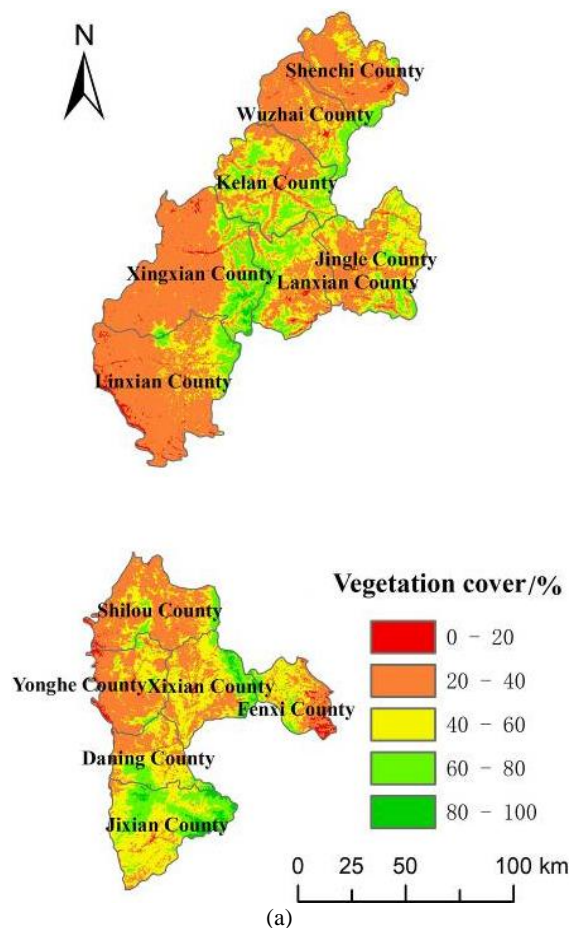 N
Shenchi County
Wuzhai County
Kelan County
Jingle County
Xingxian County
Lanxian County
Linxian County
Vegetation cover/%
Shilou County
0 - 20
20 - 40
Yonghe County
Xixian County
Fenxi County
40 - 60
Daning County
60 - 80
80 - 100
Jixian County
0 25 50 100 km
(a)